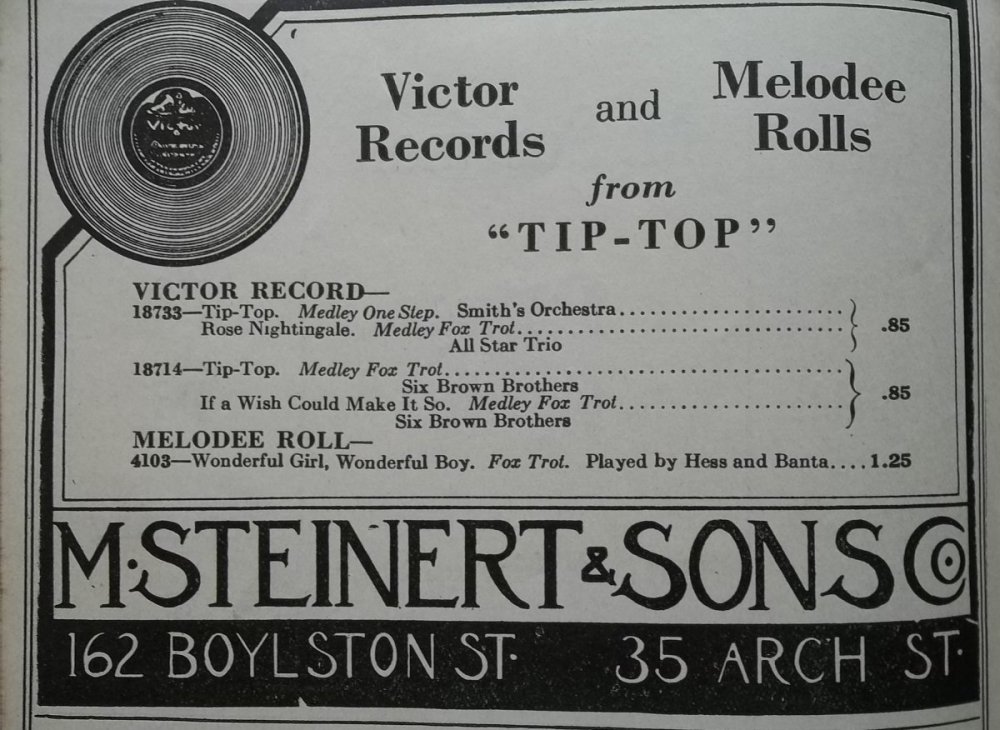 Victor
Victor Records and Melodee Rolls
from
“TIP-TOP”
VICTOR RECORD—
18733—Tip-Top. Medley One Step. Smith's Orchestra
Rose Nightingale. Medley Fox Trot
All Star Trio
.85
18714—Tip-Top. Medley Fox Trot
Six Brown Brothers
If a Wish Could Make It So. Medley Fox Trot
Six Brown Brothers
.85
MELODEE ROLL—
4103—Wonderful Girl, Wonderful Boy. Fox Trot. Played by Hess and Banta....1.25
M. STEINERT & SONS Co
162 BOYLSTON ST. 35 ARCH ST.